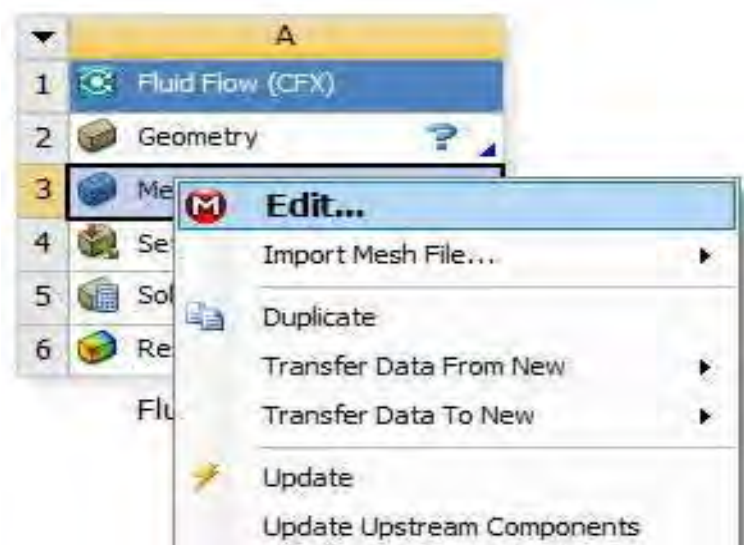 A
1 Fluid Flow (CFX)
2 Geometry ?
3 Me
4 Se
5 Sol
6 Re
Flu
M Edit...
Import Mesh File...
Duplicate
Transfer Data From New
Transfer Data To New
Update
Update Upstream Components